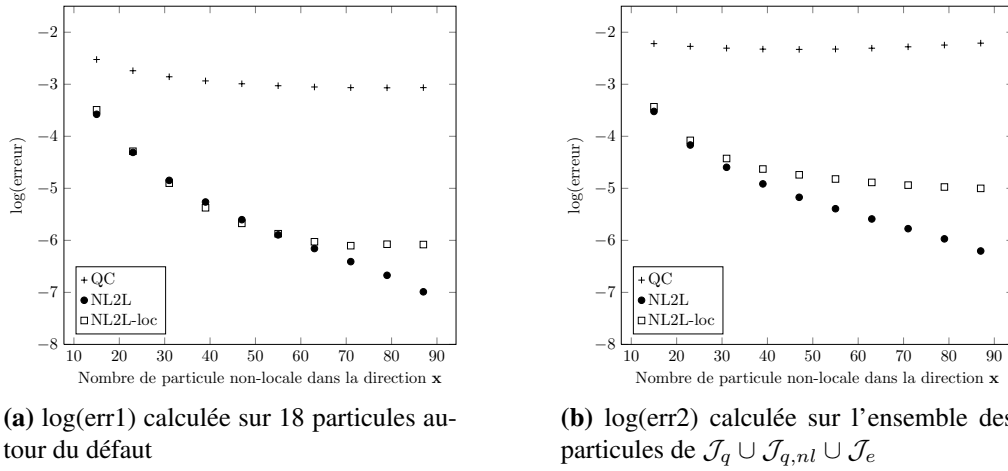 −2
−3
−4
−5
−6
−7
−8
log(erreur)
QC
NL2L
NL2L-loc
10 20 30 40 50 60 70 80 90
Nombre de particule non-locale dans la direction x
(a) log(err1) calculée sur 18 particules au-
tour du défaut
−2
−3
−4
−5
−6
−7
−8
log(erreur)
QC
NL2L
NL2L-loc
10 20 30 40 50 60 70 80 90
Nombre de particule non-locale dans la direction x
(b) log(err2) calculée sur l'ensemble des
particules de 𝒥q ∪ 𝒥q,nl ∪ 𝒥e